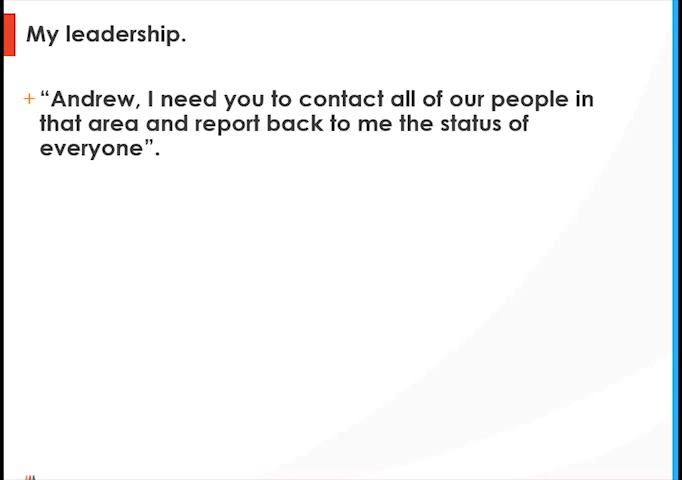 My leadership.
+ “Andrew, I need you to contact all of our people in
that area and report back to me the status of
everyone”.